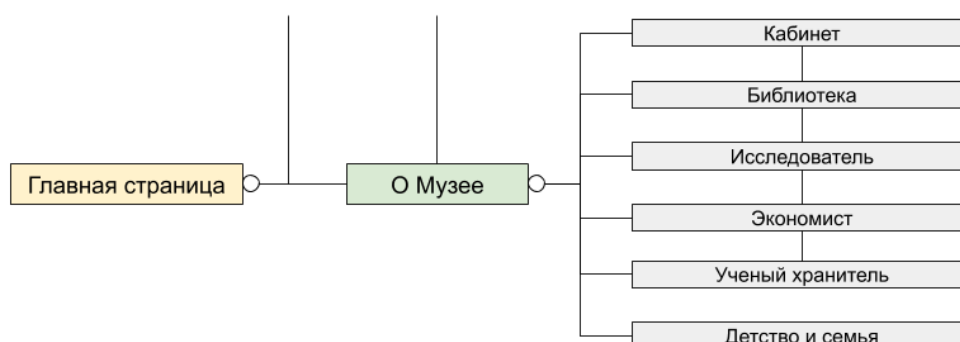 Главная страница
О Музее
Кабинет
Библиотека
Исследователь
Экономист
Ученый хранитель
Детство и семья